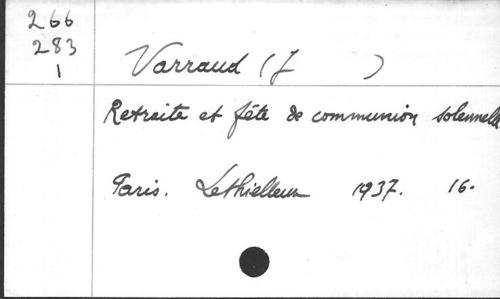 266
283
1
Varraud (J )
Retraite et fête de communion solennelle
Paris. Lethielleux 1937. 16.